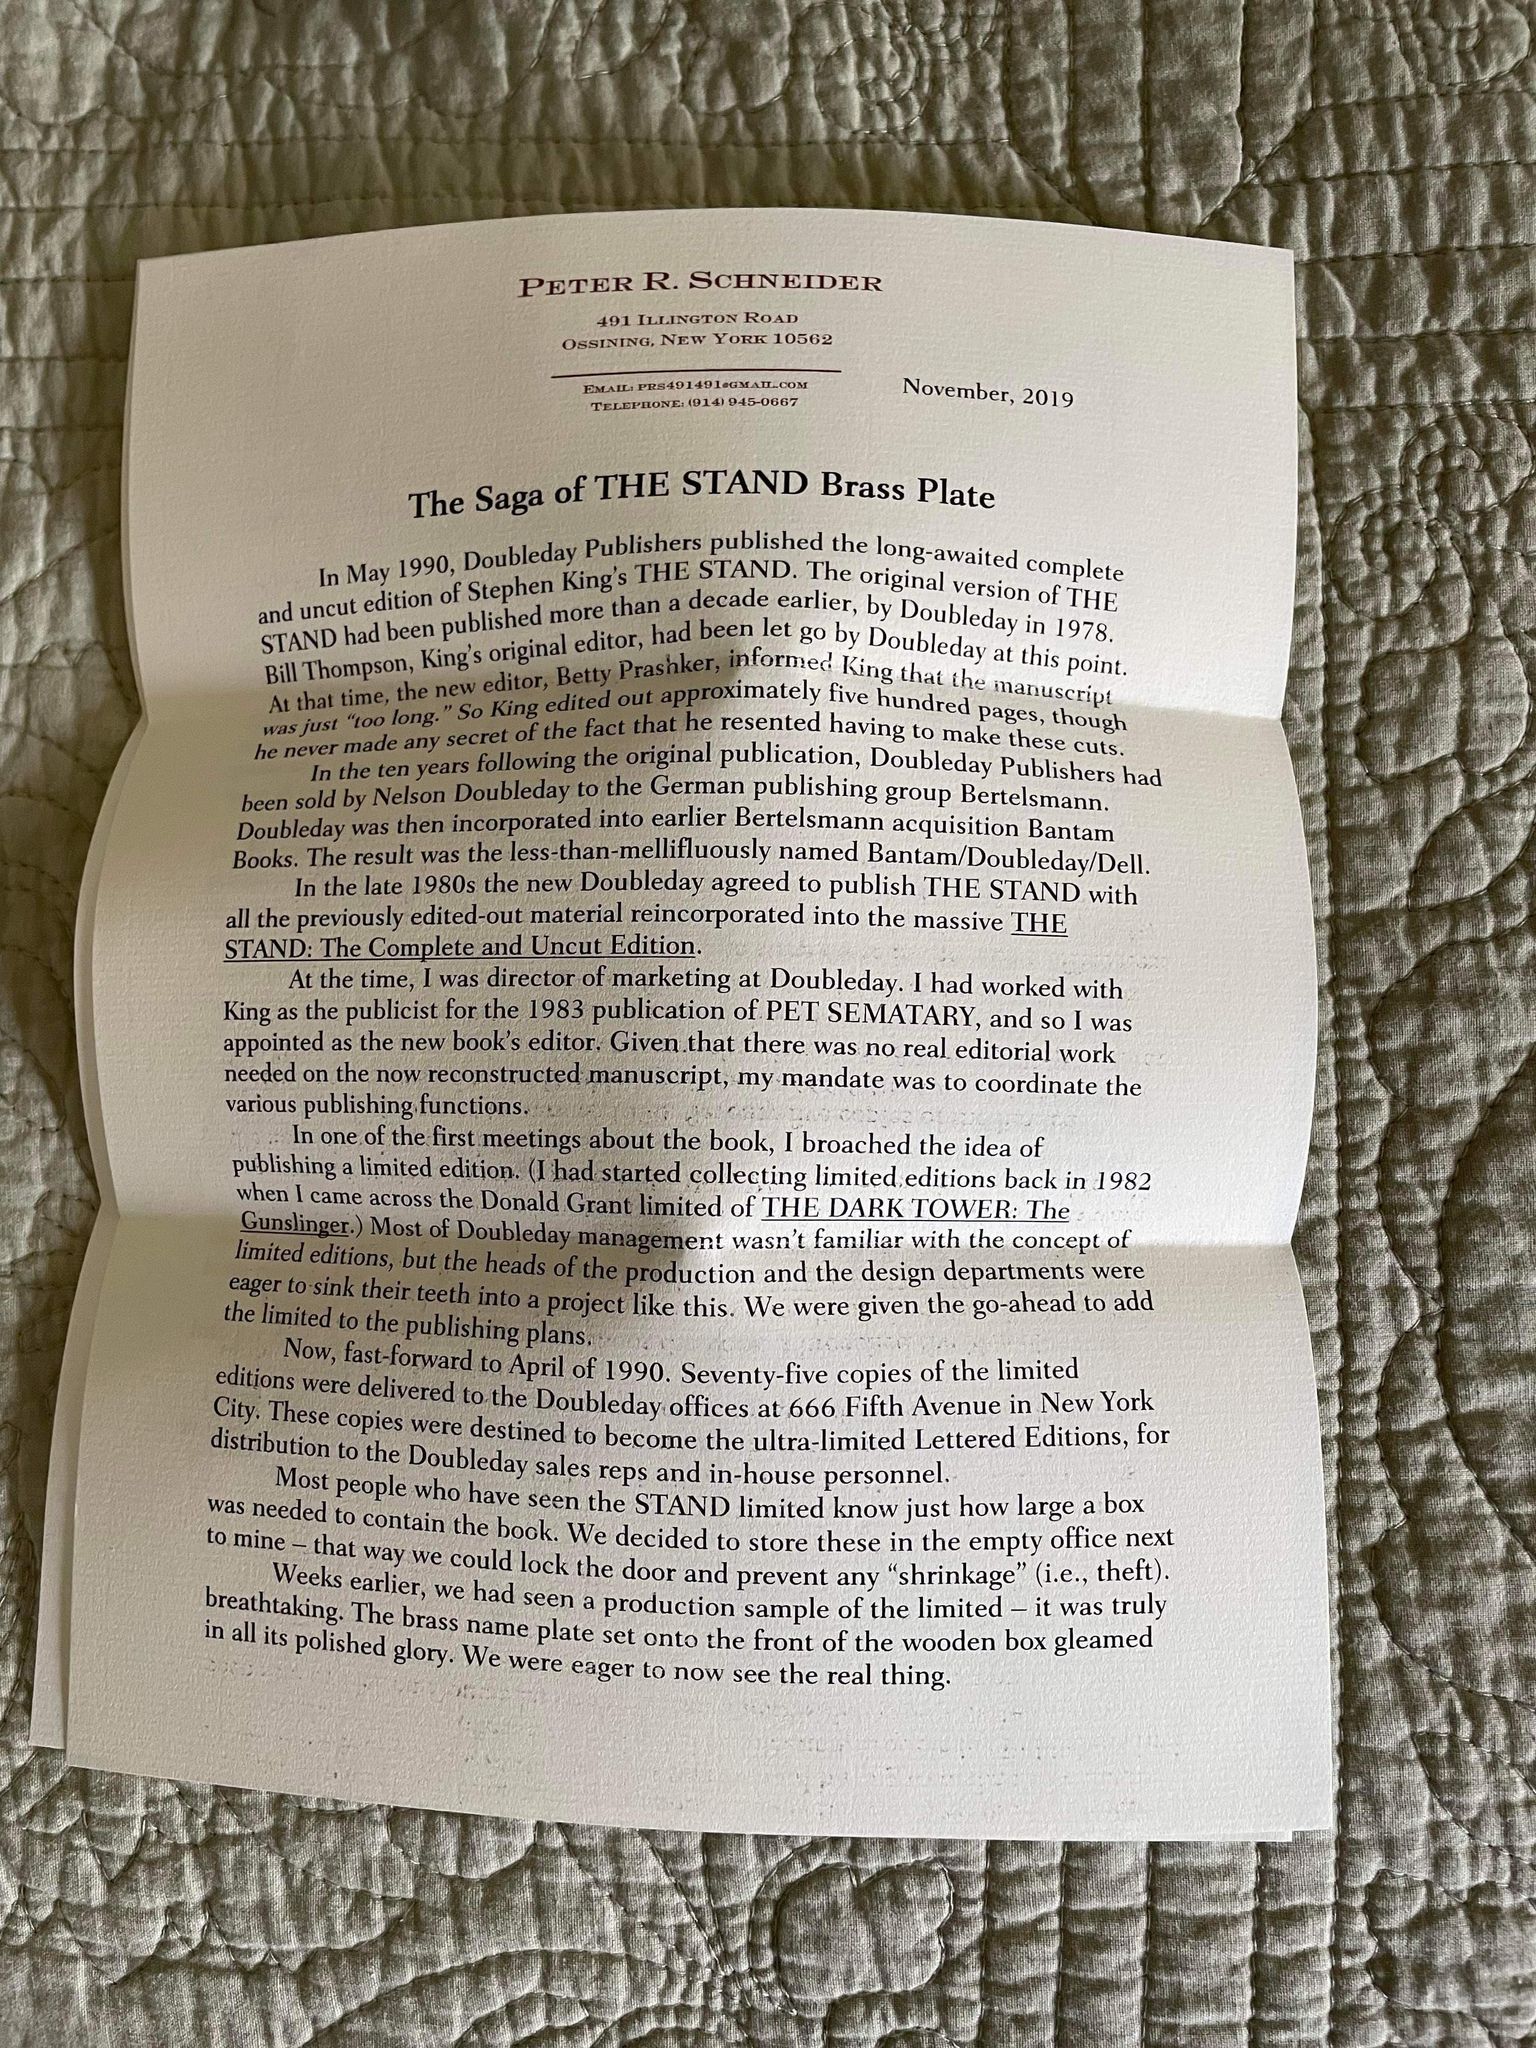 PETER R. SCHNEIDER
491 ILLINGTON ROAD
OSSINING, NEW YORK 10562
EMAIL: PRS491491@GMAIL.COM
TELEPHONE: (914) 945-0667
November, 2019
The Saga of THE STAND Brass Plate
In May 1990, Doubleday Publishers published the long-awaited complete
and uncut edition of Stephen King's THE STAND. The original version of THE
STAND had been published more than a decade earlier, by Doubleday in 1978.
Bill Thompson, King's original editor, had been let go by Doubleday at this point.
At that time, the new editor, Betty Prashker, informed King that the manuscript
was just "too long." So King edited out approximately five hundred pages, though
he never made any secret of the fact that he resented having to make these cuts.
In the ten years following the original publication, Doubleday Publishers had
been sold by Nelson Doubleday to the German publishing group Bertelsmann.
Doubleday was then incorporated into earlier Bertelsmann acquisition Bantam
Books. The result was the less-than-mellifluously named Bantam/Doubleday/Dell.
In the late 1980s the new Doubleday agreed to publish THE STAND with
all the previously edited-out material reincorporated into the massive THE
STAND: The Complete and Uncut Edition.
At the time, I was director of marketing at Doubleday. I had worked with
King as the publicist for the 1983 publication of PET SEMATARY, and so I was
appointed as the new book's editor. Given that there was no real editorial work
needed on the now reconstructed manuscript, my mandate was to coordinate the
various publishing functions.
In one of the first meetings about the book, I broached the idea of
publishing a limited edition. (I had started collecting limited editions back in 1982
when I came across the Donald Grant limited of THE DARK TOWER: The
Gunslinger.) Most of Doubleday management wasn't familiar with the concept of
limited editions, but the heads of the production and the design departments were
eager to sink their teeth into a project like this. We were given the go-ahead to add
the limited to the publishing plans.
Now, fast-forward to April of 1990. Seventy-five copies of the limited
editions were delivered to the Doubleday offices at 666 Fifth Avenue in New York
City. These copies were destined to become the ultra-limited Lettered Editions, for
distribution to the Doubleday sales reps and in-house personnel.
Most people who have seen the STAND limited know just how large a box
was needed to contain the book. We decided to store these in the empty office next
to mine – that way we could lock the door and prevent any "shrinkage" (i.e., theft).
Weeks earlier, we had seen a production sample of the limited – it was truly
breathtaking. The brass name plate set onto the front of the wooden box gleamed
in all its polished glory. We were eager to now see the real thing.